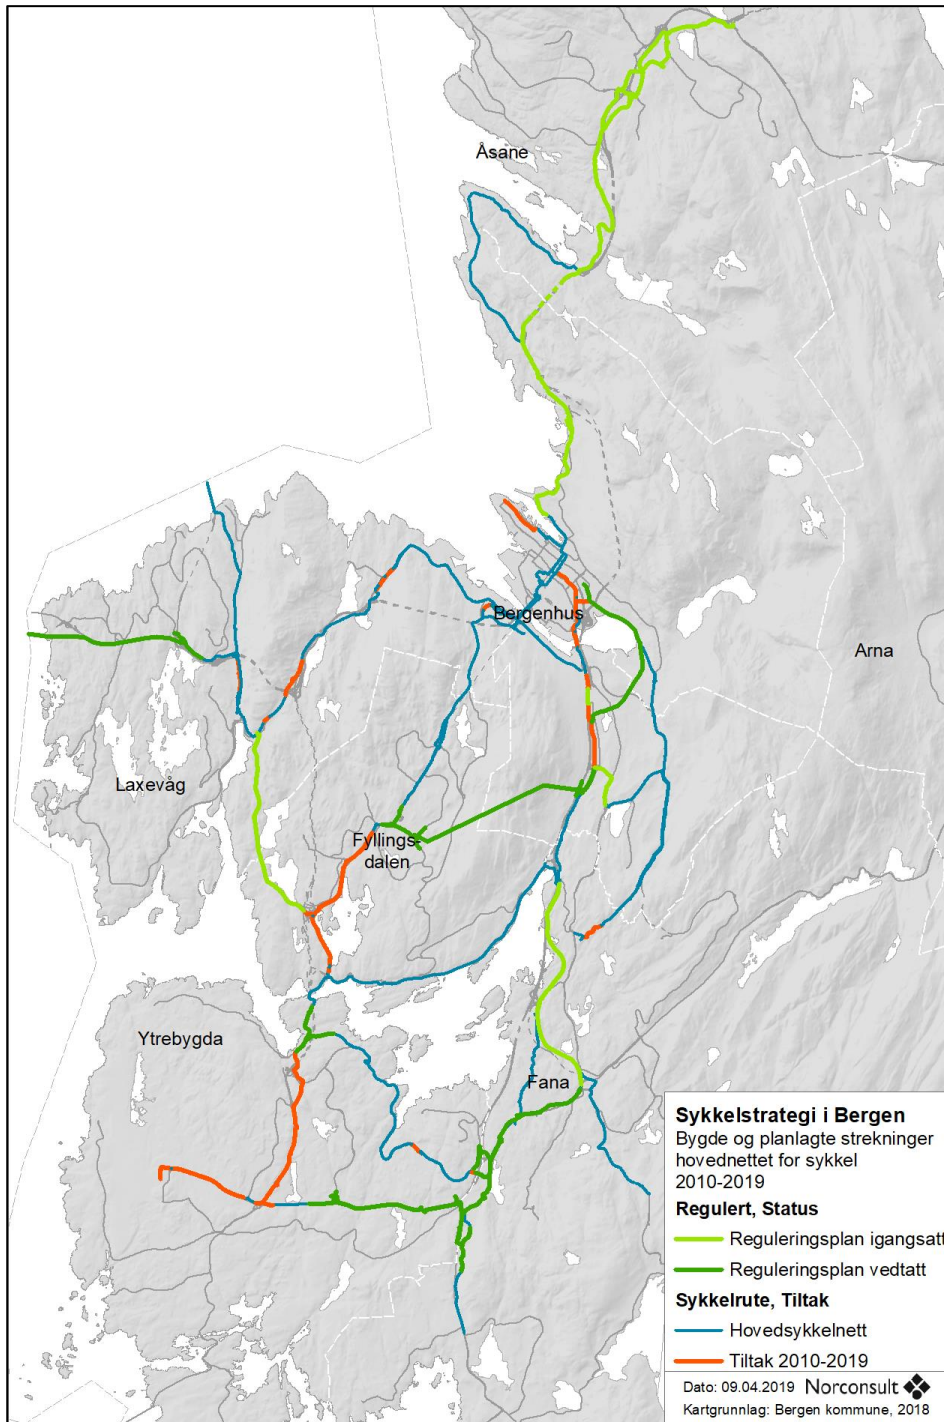 Åsane
Bergenhus
Arna
Laxevåg
Fyllings-
dalen
Ytrebygda
Fana
Sykkelstrategi i Bergen
Bygde og planlagte strekninger
hovednettet for sykkel
2010-2019
Regulert, Status
Reguleringsplan igangsatt
Reguleringsplan vedtatt
Sykkelrute, Tiltak
Hovedsykkelnett
Tiltak 2010-2019
Dato: 09.04.2019 Norconsult
Kartgrunnlag: Bergen kommune, 2018